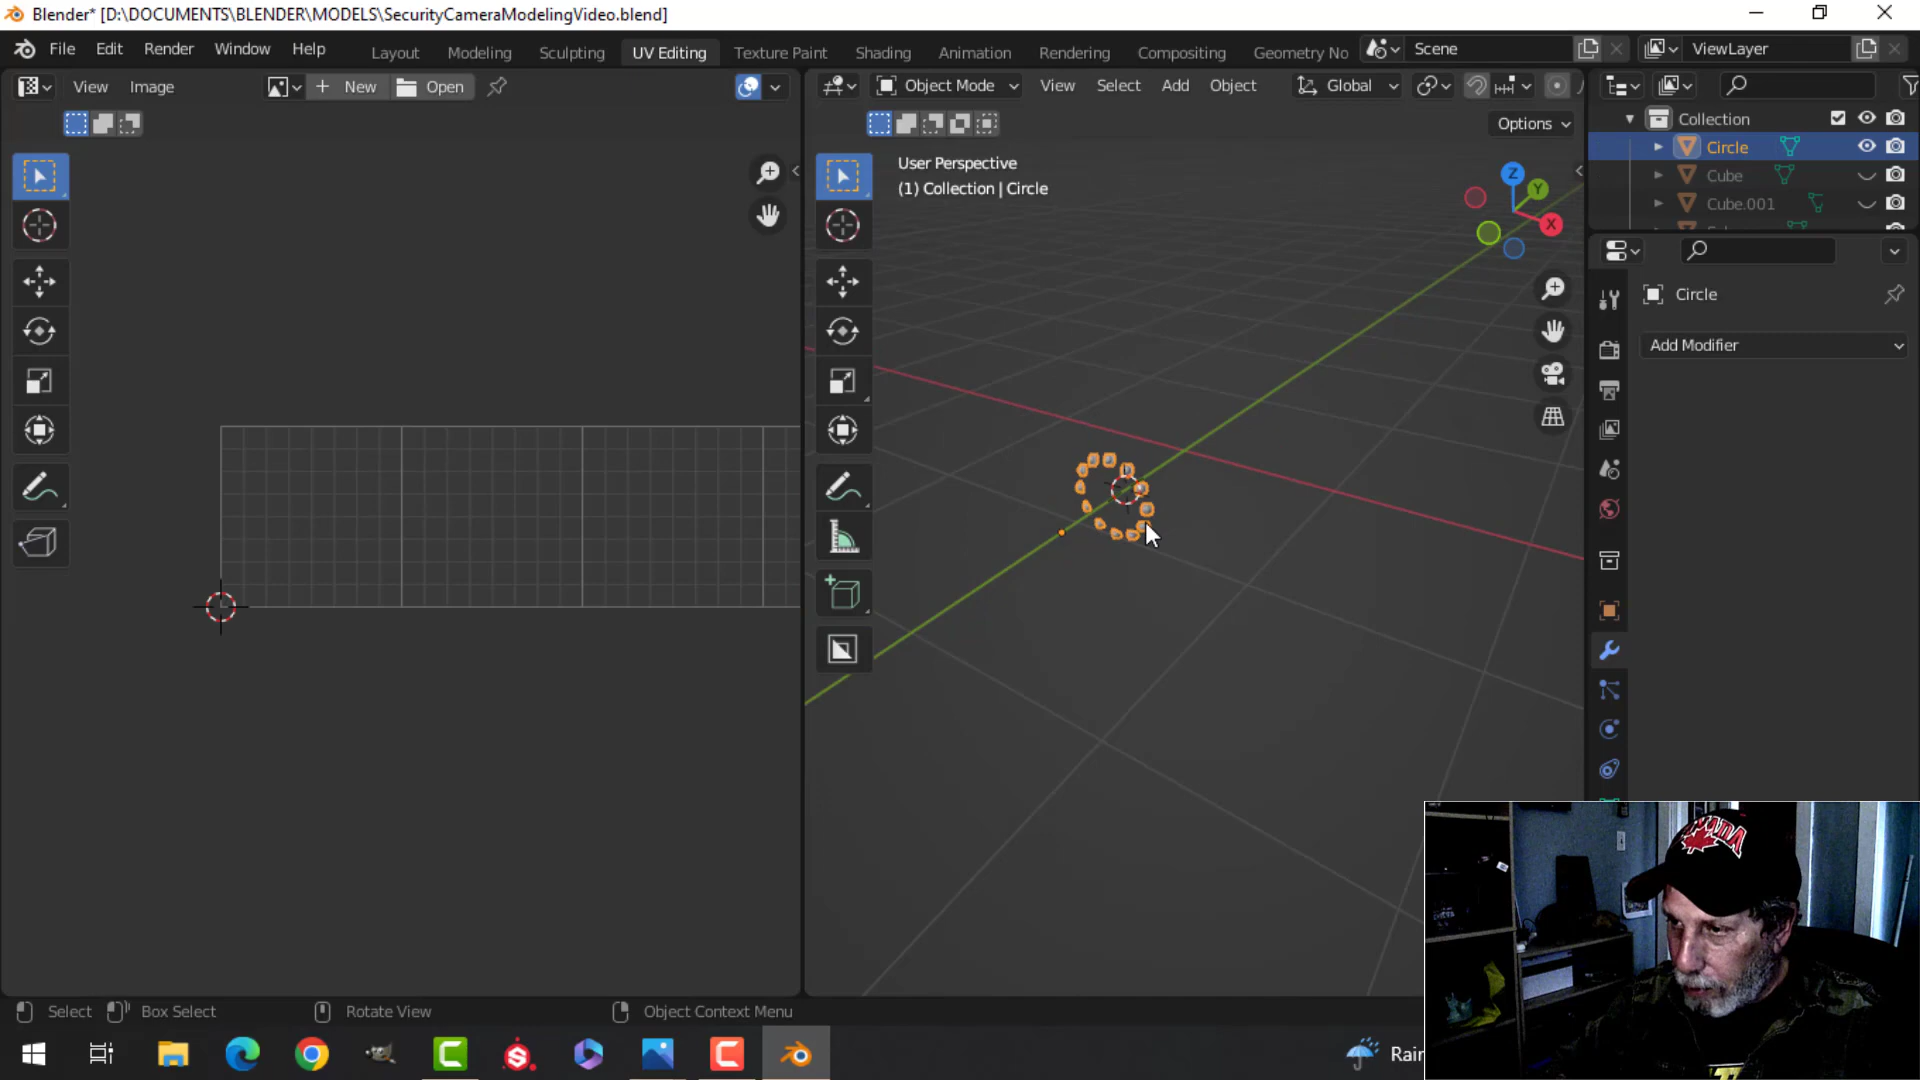 Blender* [D:\DOCUMENTS\BLENDER\MODELS\SecurityCameraModelingVideo.blend]
File Edit Render Window Help Layout Modeling Sculpting UV Editing Texture Paint Shading Animation Rendering Compositing Geometry No Scene ViewLayer
View Image New Open Object Mode View Select Add Object Global
Options
Collection
Circle
Cube
Cube.001
User Perspective
(1) Collection | Circle
Z
Y
X
Circle
Add Modifier
CANADA
Select Box Select Rotate View Object Context Menu
Rain